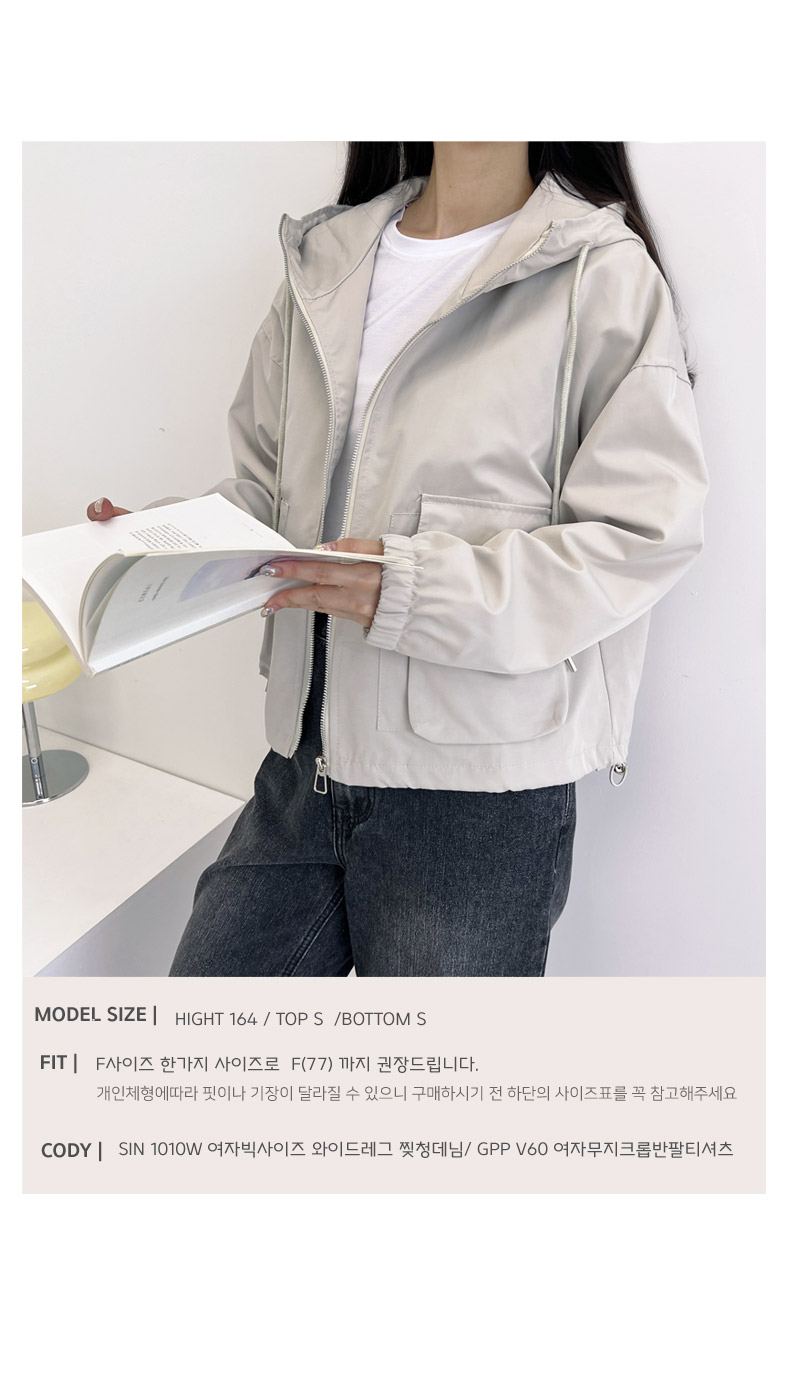 MODEL SIZE | HIGHT 164 / TOP S /BOTTOM S
FIT | F사이즈 한가지 사이즈로 F(77) 까지 권장드립니다.
개인체형에따라 핏이나 기장이 달라질 수 있으니 구매하시기 전 하단의 사이즈표를 꼭 참고해주세요
CODY | SIN 1010W 여자빅사이즈 와이드레그 찢청데님/ GPP V60 여자무지크롭반팔티셔츠